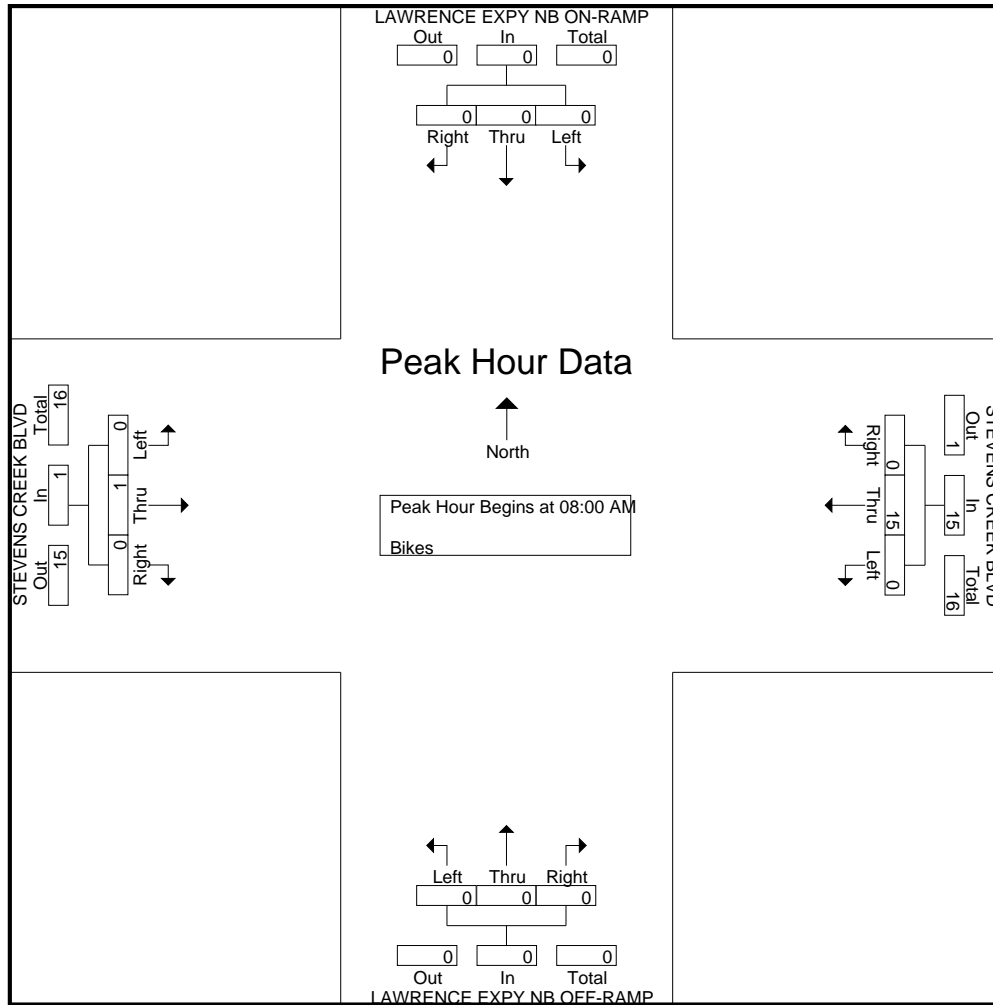 LAWRENCE EXPY NB ON-RAMP
Out In Total
0 0 0
0 0 0
Right Thru Left
Peak Hour Data
North
Peak Hour Begins at 08:00 AM
Bikes
STEVENS CREEK BLVD
Total In Out
16 1 15
0 1 0
Left Thru Right
Right Thru Left
0 15 0
1 15 16
Out In Total
STEVENS CREEK BLVD
Left Thru Right
0 0 0
0 0 0
Out In Total
LAWRENCE EXPY NB OFF-RAMP